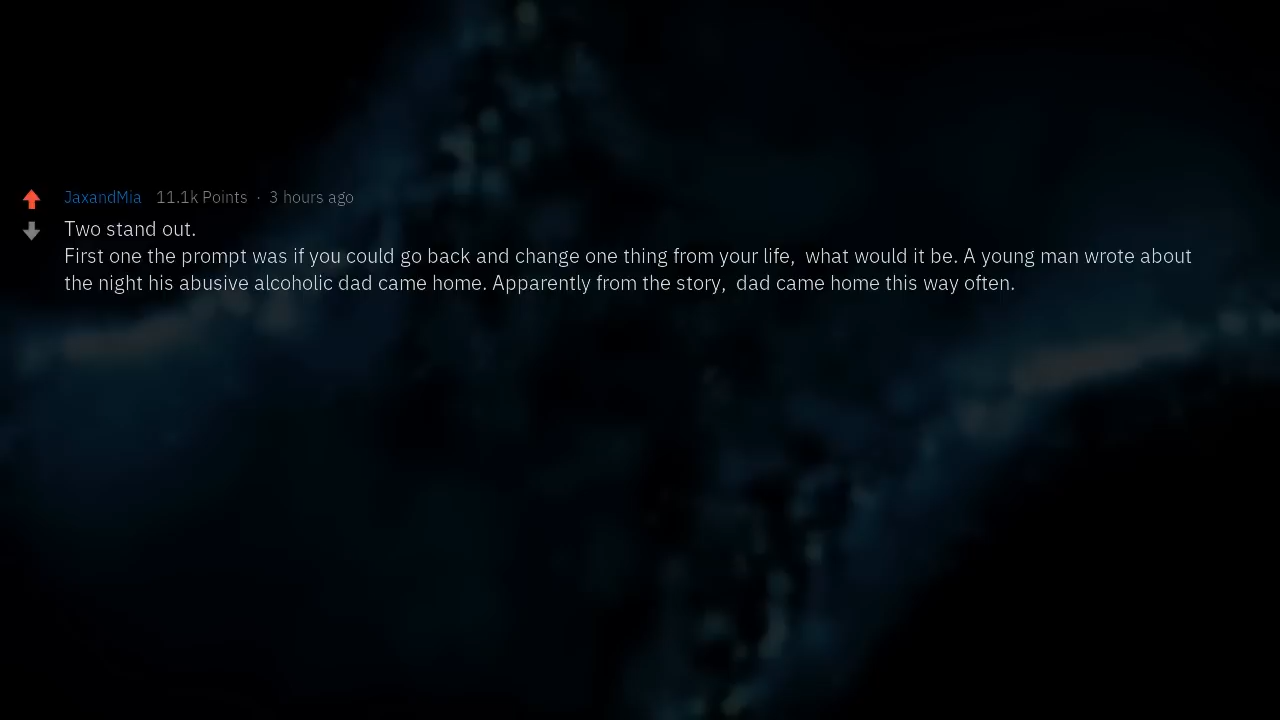 JaxandMia 11.1k Points · 3 hours ago
Two stand out.
First one the prompt was if you could go back and change one thing from your life,  what would it be. A young man wrote about
the night his abusive alcoholic dad came home. Apparently from the story,  dad came home this way often.